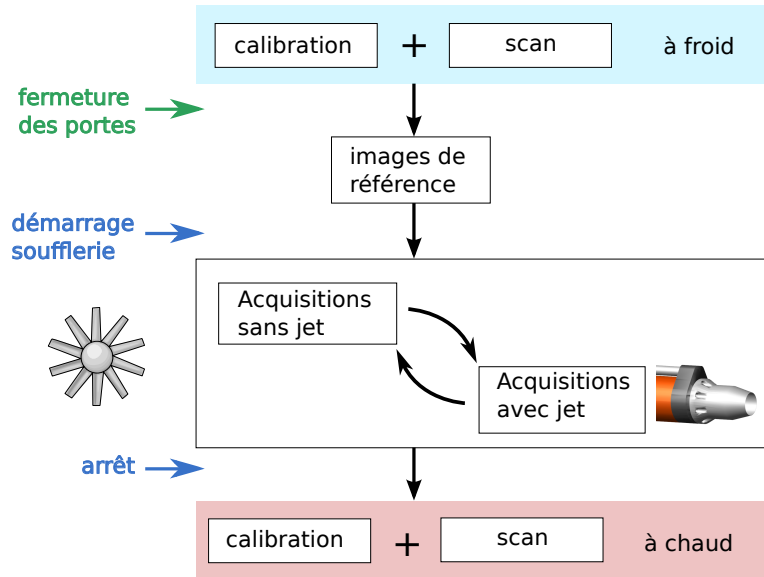 calibration + scan à froid
fermeture
des portes
images de
référence
démarrage
soufflerie
Acquisitions
sans jet
Acquisitions
avec jet
arrêt
calibration + scan à chaud